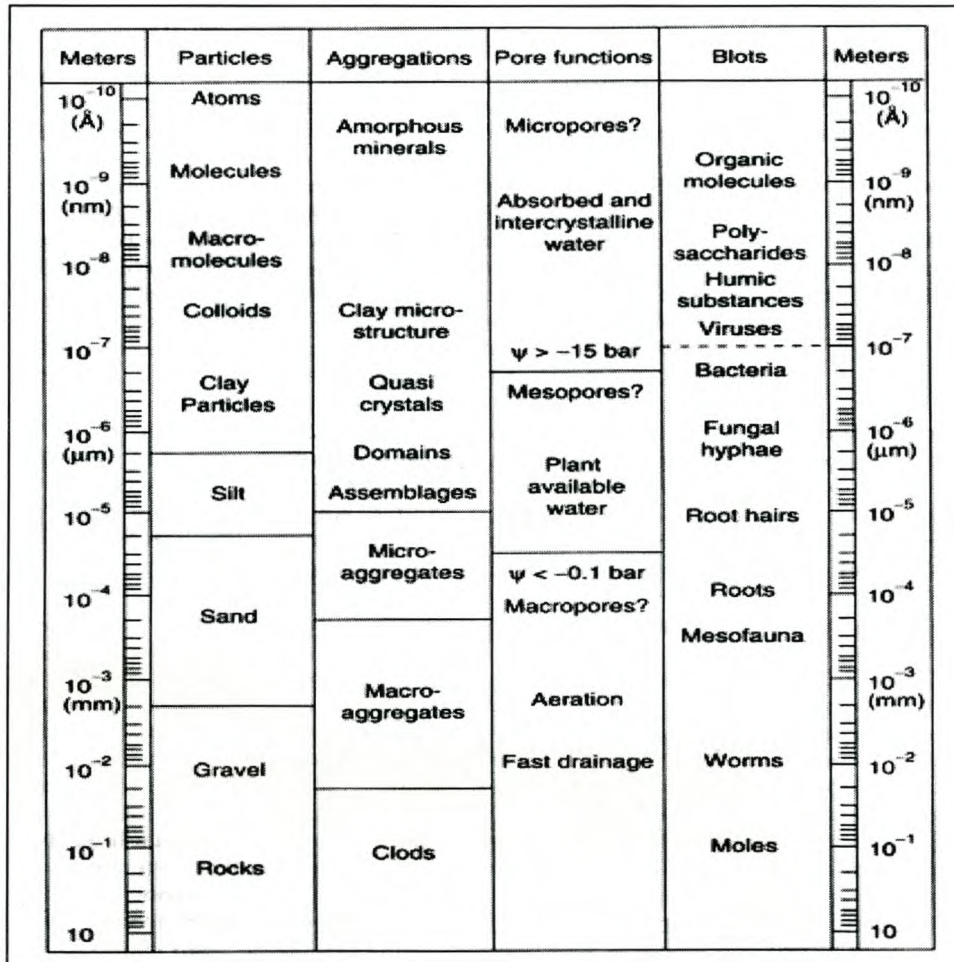 Meters
Particles
Aggregations
Pore functions
Blots
Meters
10⁻¹⁰
(Å)
10⁻⁹
(nm)
10⁻⁸
10⁻⁷
10⁻⁶
(μm)
10⁻⁵
10⁻⁴
10⁻³
(mm)
10⁻²
10⁻¹
10
Atoms
Molecules
Macro-
molecules
Colloids
Clay
Particles
Silt
Sand
Gravel
Rocks
Amorphous
minerals
Clay micro-
structure
Quasi
crystals
Domains
Assemblages
Micro-
aggregates
Macro-
aggregates
Clods
Micropores?
Absorbed and
intercrystalline
water
ψ > −15 bar
Mesopores?
Plant
available
water
ψ < −0.1 bar
Macropores?
Aeration
Fast drainage
Organic
molecules
Poly-
saccharides
Humic
substances
Viruses
Bacteria
Fungal
hyphae
Root hairs
Roots
Mesofauna
Worms
Moles
10⁻¹⁰
(Å)
10⁻⁹
(nm)
10⁻⁸
10⁻⁷
10⁻⁶
(μm)
10⁻⁵
10⁻⁴
10⁻³
(mm)
10⁻²
10⁻¹
10